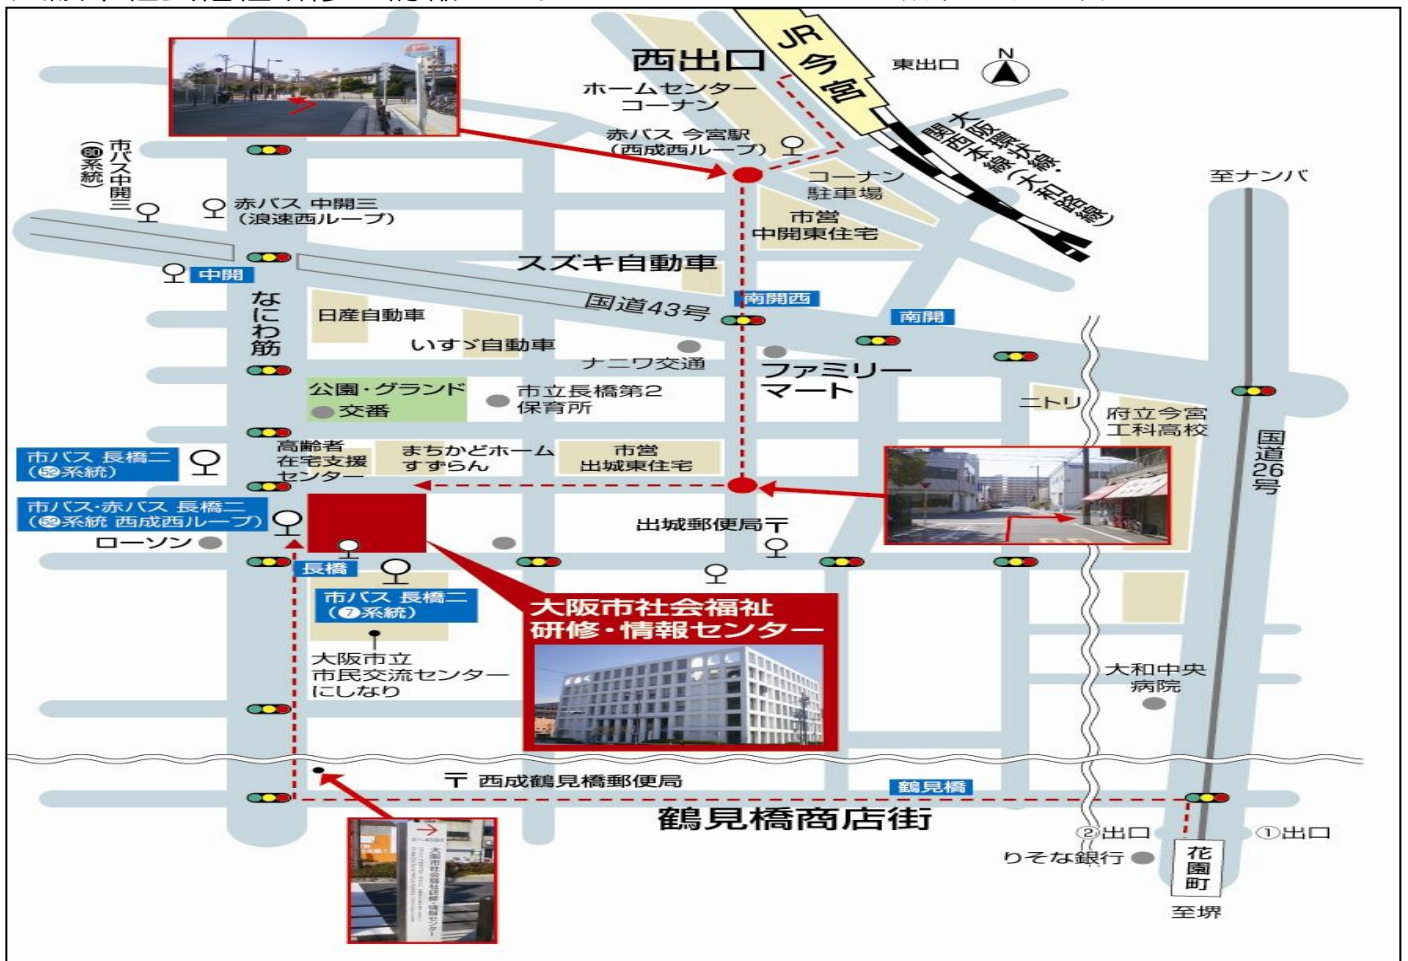 JR今宮
西出口
東出口
N
ホームセンター
コーナン
大阪環状線・
関西本線(大和路線)
赤バス 今宮駅
(西成西ループ)
市バス中開三
(80系統)
コーナン
駐車場
至ナンバ
赤バス 中開三
(浪速西ループ)
市営
中開東住宅
スズキ自動車
中開
なにわ筋
国道43号
南開西
南開
日産自動車
いすゞ自動車
ナニワ交通
ファミリー
マート
公園・グランド
交番
市立長橋第2
保育所
ニトリ
府立今宮
工科高校
国道26号
市バス 長橋二
(52系統)
高齢者
在宅支援
センター
まちかどホーム
すずらん
市営
出城東住宅
市バス・赤バス 長橋二
(52系統 西成西ループ)
ローソン
出城郵便局〒
長橋
市バス 長橋二
(❼系統)
大阪市社会福祉
研修・情報センター
大阪市立
市民交流センター
にしなり
大和中央
病院
〒 西成鶴見橋郵便局
鶴見橋
鶴見橋商店街
②出口
①出口
りそな銀行
花園町
至堺
大阪市社会福祉研修・情報センター